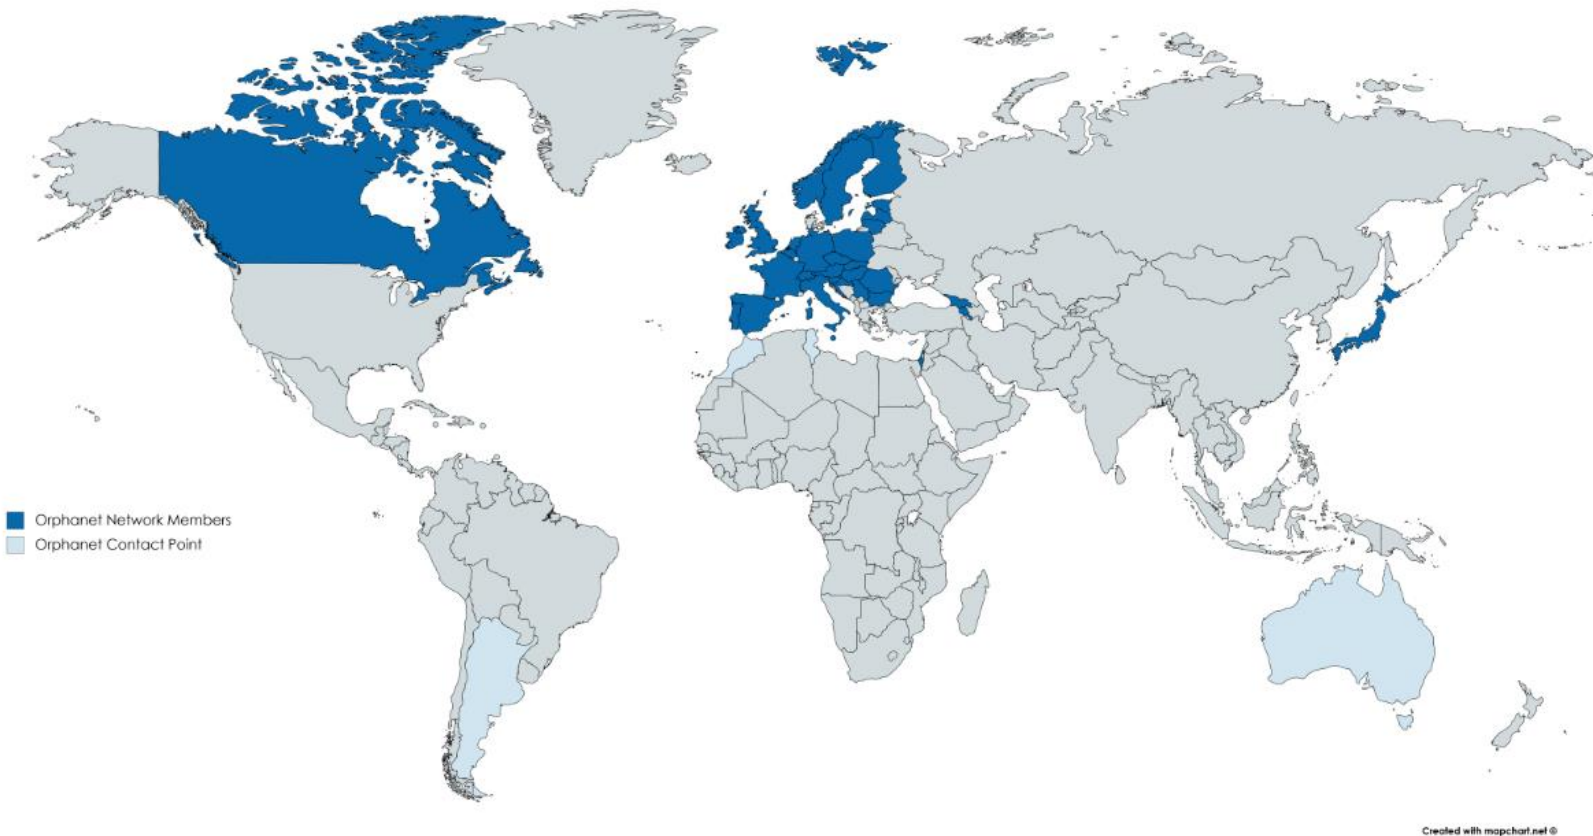 Orphanet Network Members
Orphanet Contact Point
Created with mapchart.net ©